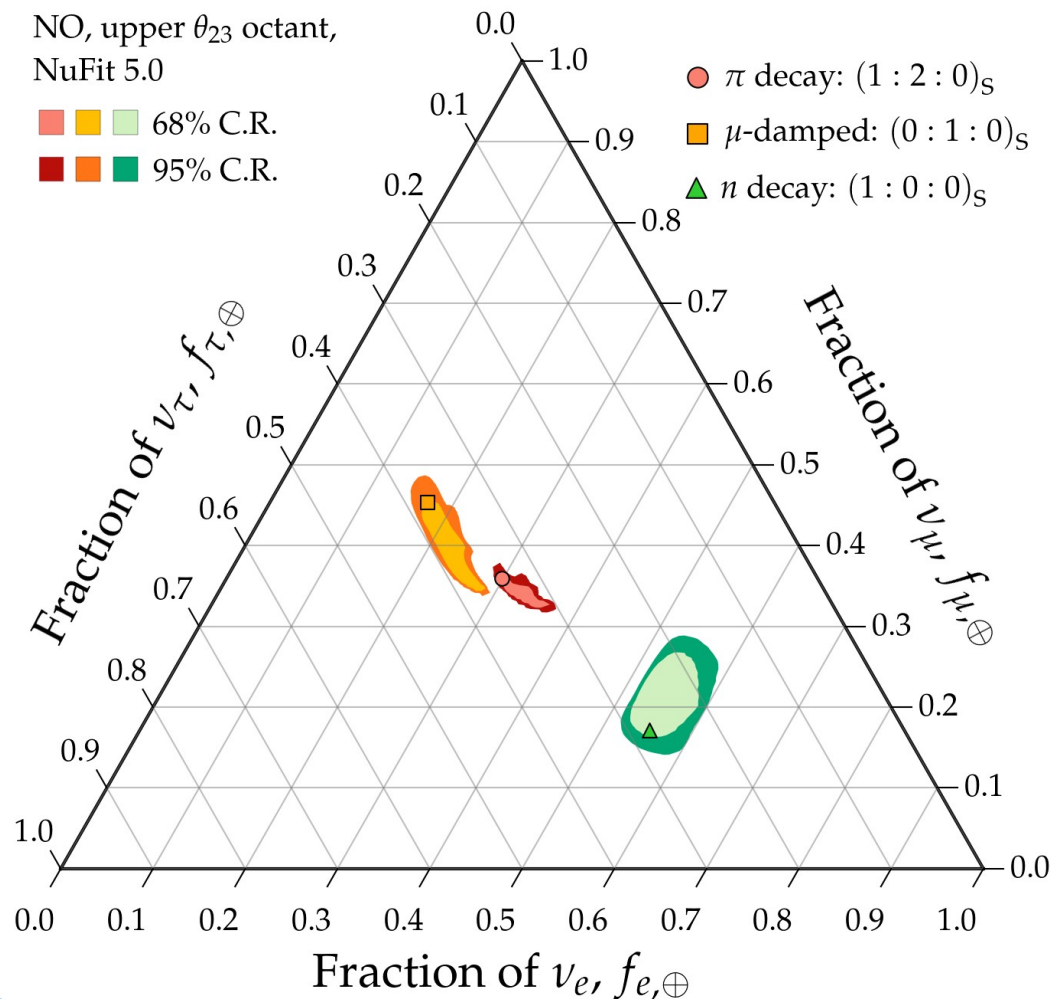 NO, upper θ₂₃ octant,
NuFit 5.0
68% C.R.
95% C.R.
π decay: (1 : 2 : 0)S
μ-damped: (0 : 1 : 0)S
n decay: (1 : 0 : 0)S
Fraction of ντ, fτ,⊕
0.0
0.1
0.2
0.3
0.4
0.5
0.6
0.7
0.8
0.9
1.0
Fraction of νμ, fμ,⊕
1.0
0.9
0.8
0.7
0.6
0.5
0.4
0.3
0.2
0.1
0.0
0.0 0.1 0.2 0.3 0.4 0.5 0.6 0.7 0.8 0.9 1.0
Fraction of νe, fe,⊕